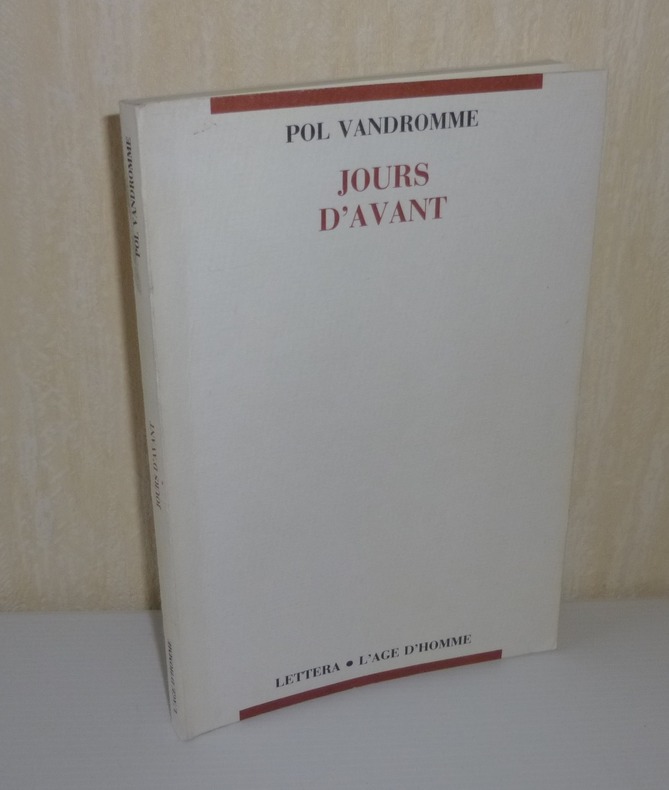 POL VANDROMME
JOURS
D'AVANT
LETTERA • L'AGE D'HOMME
POL VANDROMME
JOURS D'AVANT
L'AGE D'HOMME